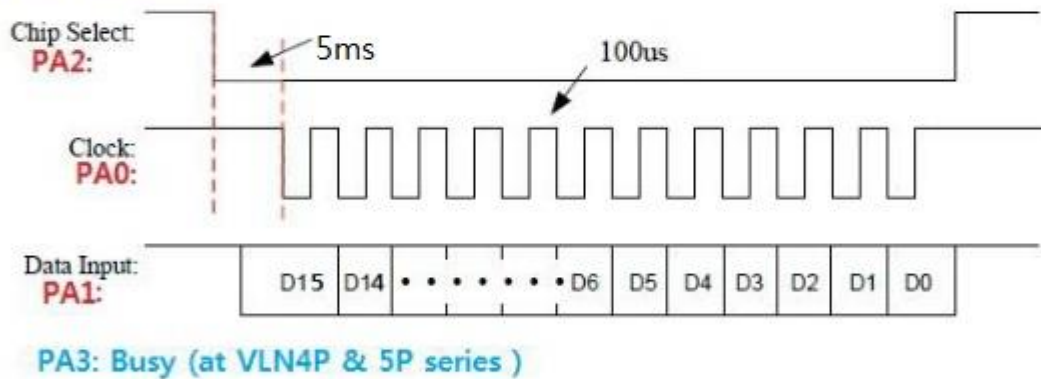 Chip Select:
PA2:
5ms
100us
Clock:
PA0:
Data Input:
PA1:
D15 D14 • • • • • • • D6 D5 D4 D3 D2 D1 D0
PA3: Busy (at VLN4P & 5P series )